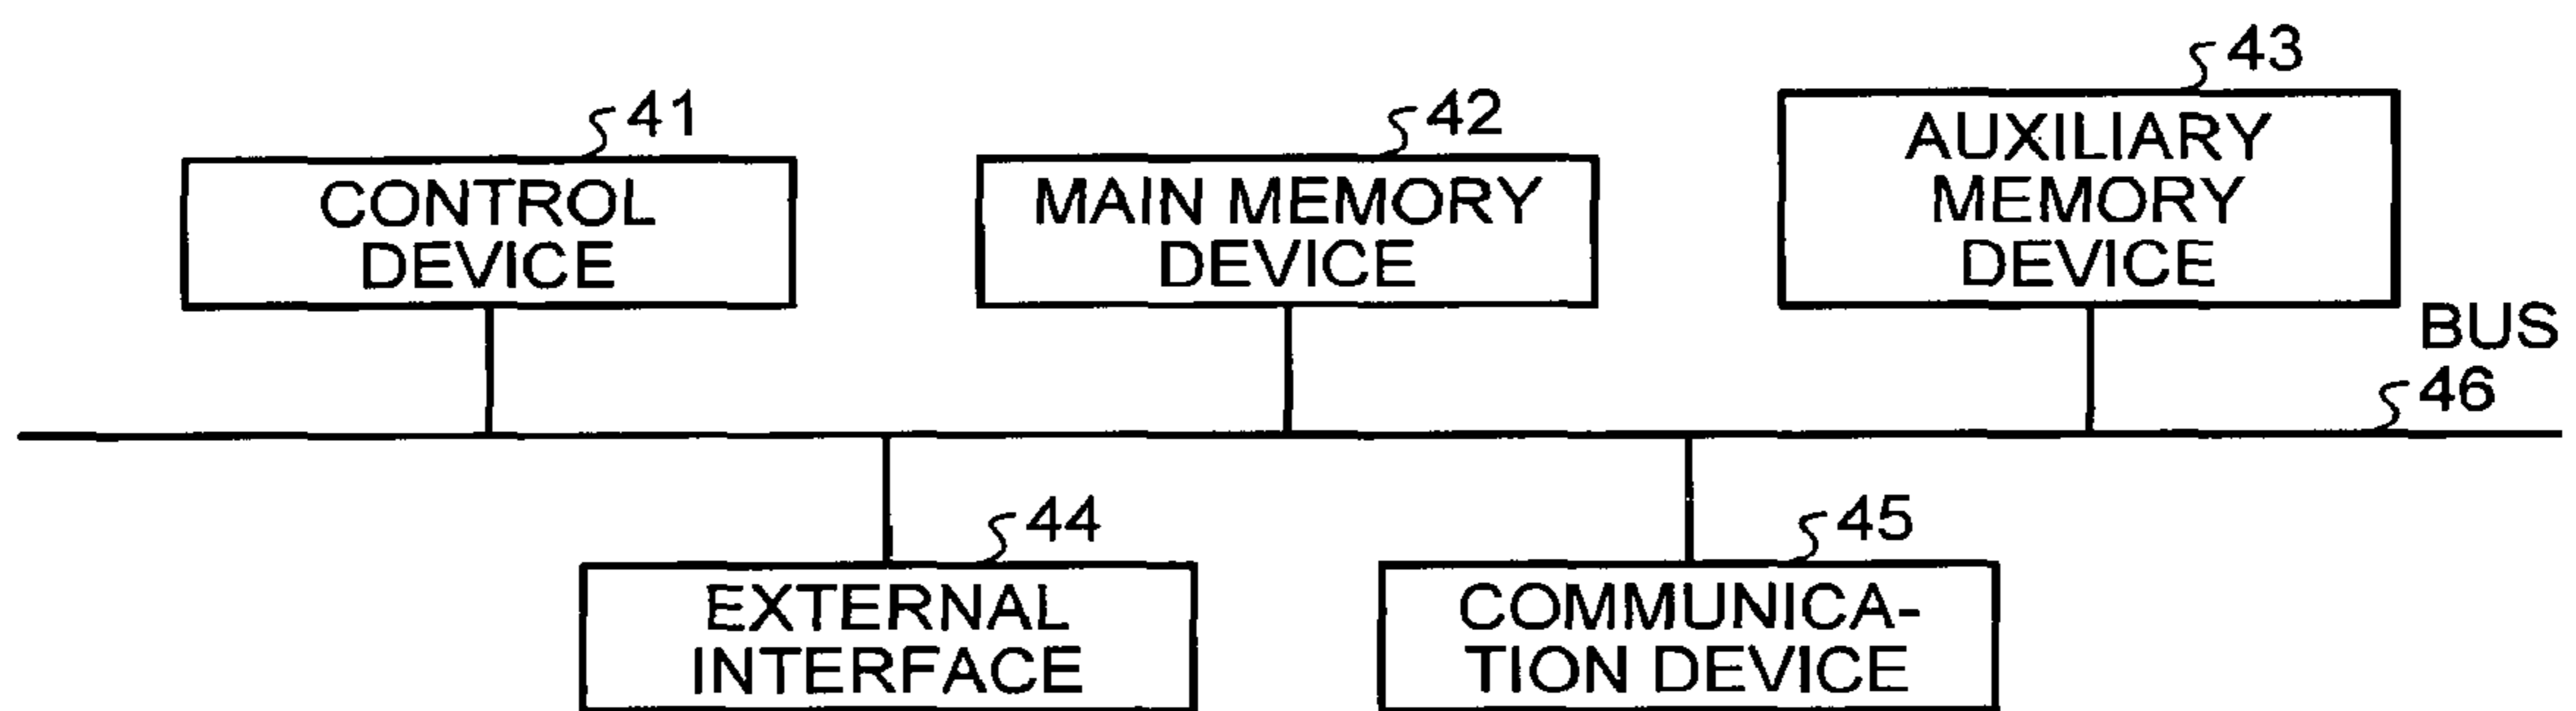 41
CONTROL
DEVICE
42
MAIN MEMORY
DEVICE
43
AUXILIARY
MEMORY
DEVICE
BUS
46
44
EXTERNAL
INTERFACE
45
COMMUNICA-
TION DEVICE